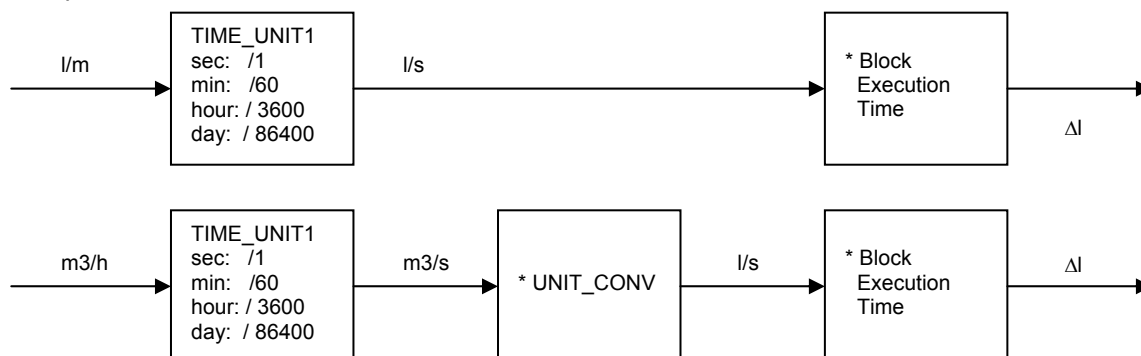 l/m
TIME_UNIT1
sec: /1
min: /60
hour: / 3600
day: / 86400
l/s
* Block
Execution
Time
Δl
m3/h
TIME_UNIT1
sec: /1
min: /60
hour: / 3600
day: / 86400
m3/s
* UNIT_CONV
l/s
* Block
Execution
Time
Δl